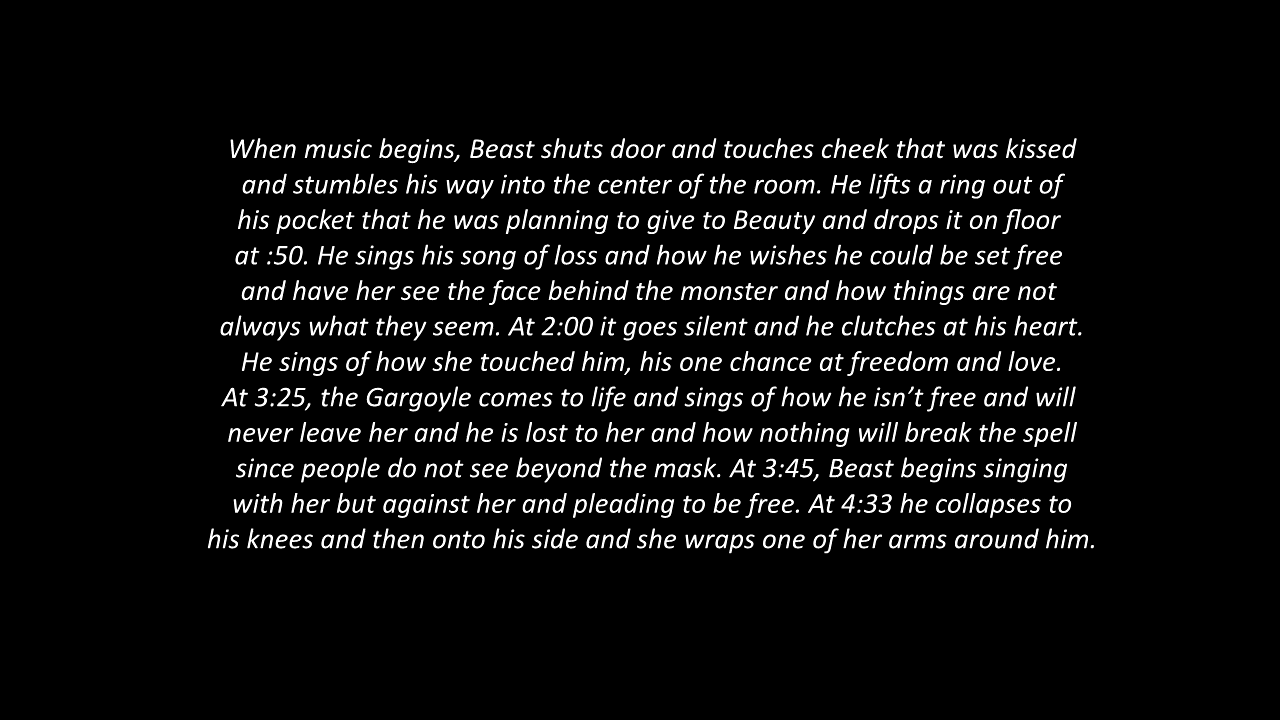 When music begins, Beast shuts door and touches cheek that was kissed
and stumbles his way into the center of the room. He lifts a ring out of
his pocket that he was planning to give to Beauty and drops it on floor
at :50. He sings his song of loss and how he wishes he could be set free
and have her see the face behind the monster and how things are not
always what they seem. At 2:00 it goes silent and he clutches at his heart.
He sings of how she touched him, his one chance at freedom and love.
At 3:25, the Gargoyle comes to life and sings of how he isn’t free and will
never leave her and he is lost to her and how nothing will break the spell
since people do not see beyond the mask. At 3:45, Beast begins singing
with her but against her and pleading to be free. At 4:33 he collapses to
his knees and then onto his side and she wraps one of her arms around him.